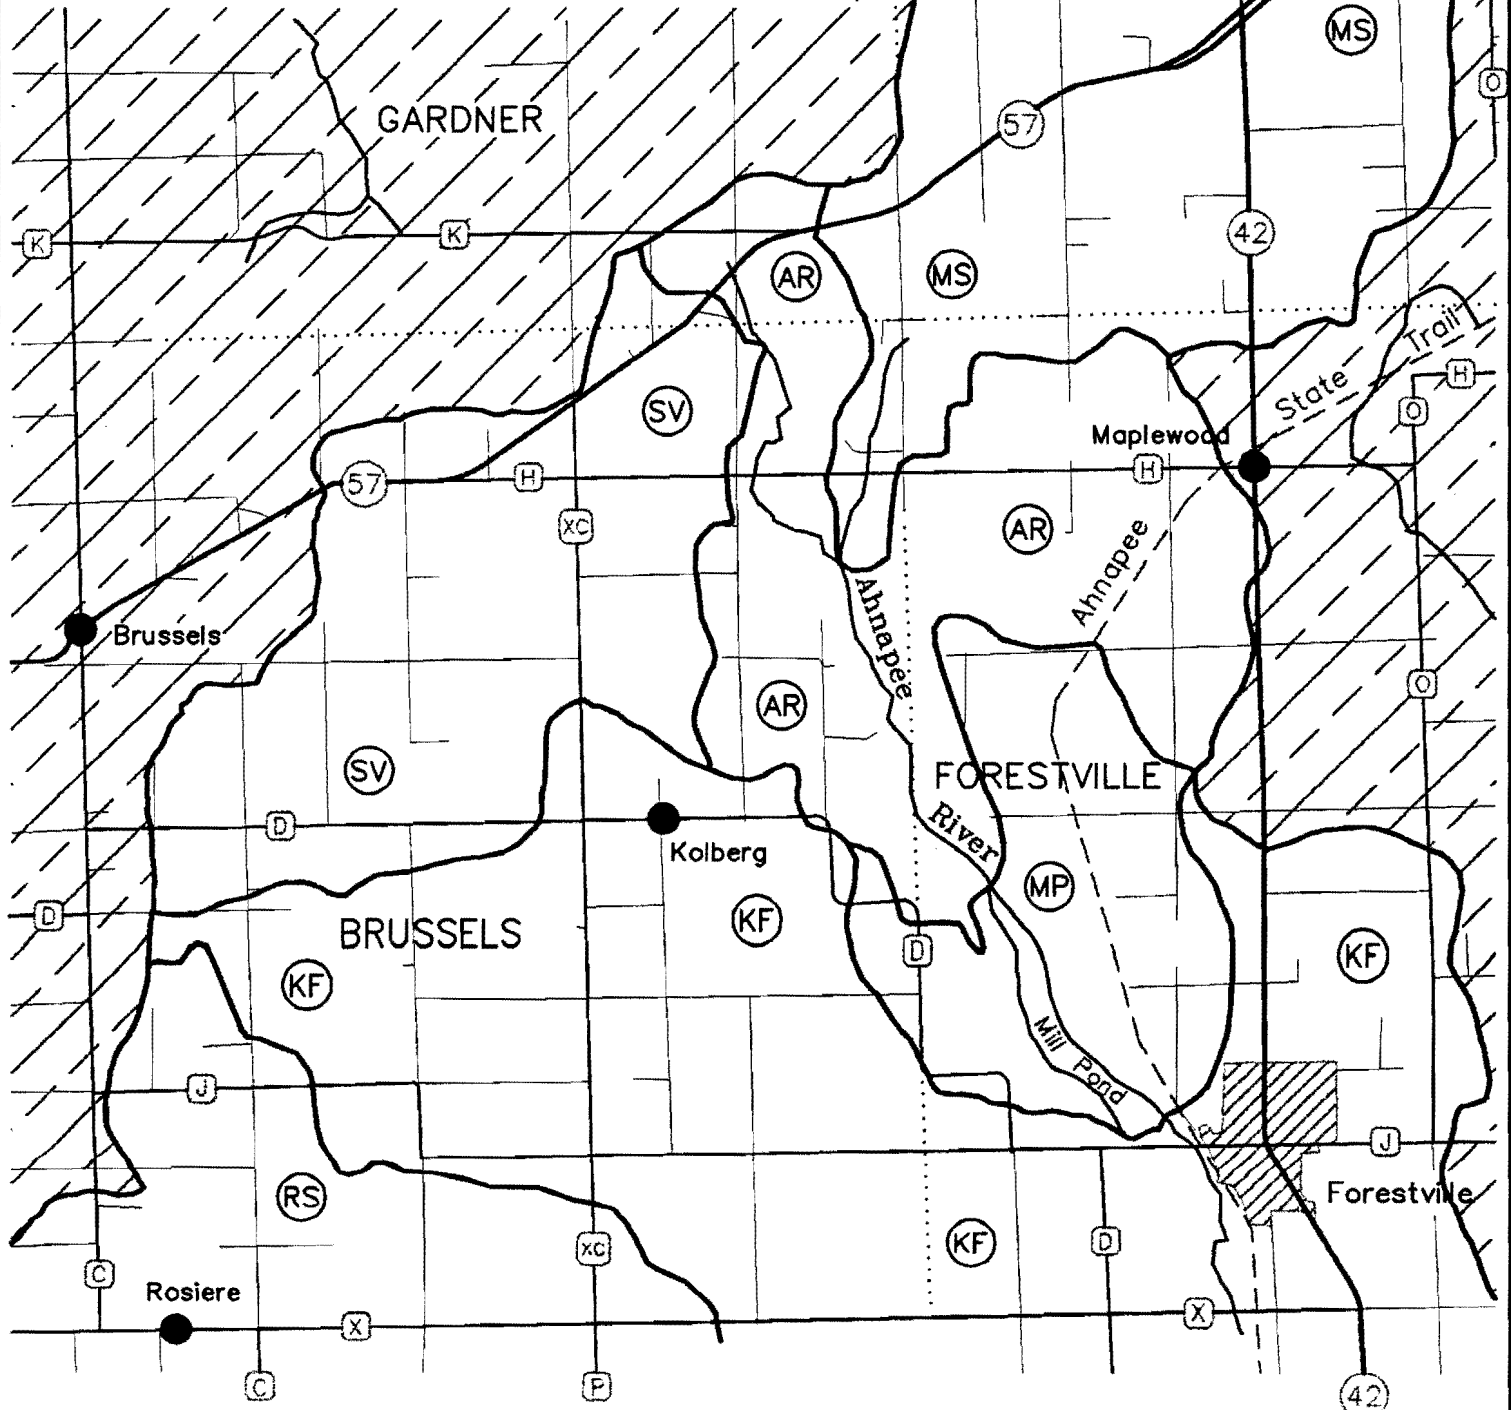 MS
O
GARDNER
57
K
K
42
AR
MS
State Trail
H
O
SV
Maplewood
H
57
H
XC
AR
Ahnapee
Ahnapee
Brussels
O
AR
SV
FORESTVILLE
D
River
Kolberg
MP
D
BRUSSELS
KF
D
KF
KF
Mill Pond
J
J
RS
Forestville
KF
D
XC
C
Rosiere
X
X
C
P
42